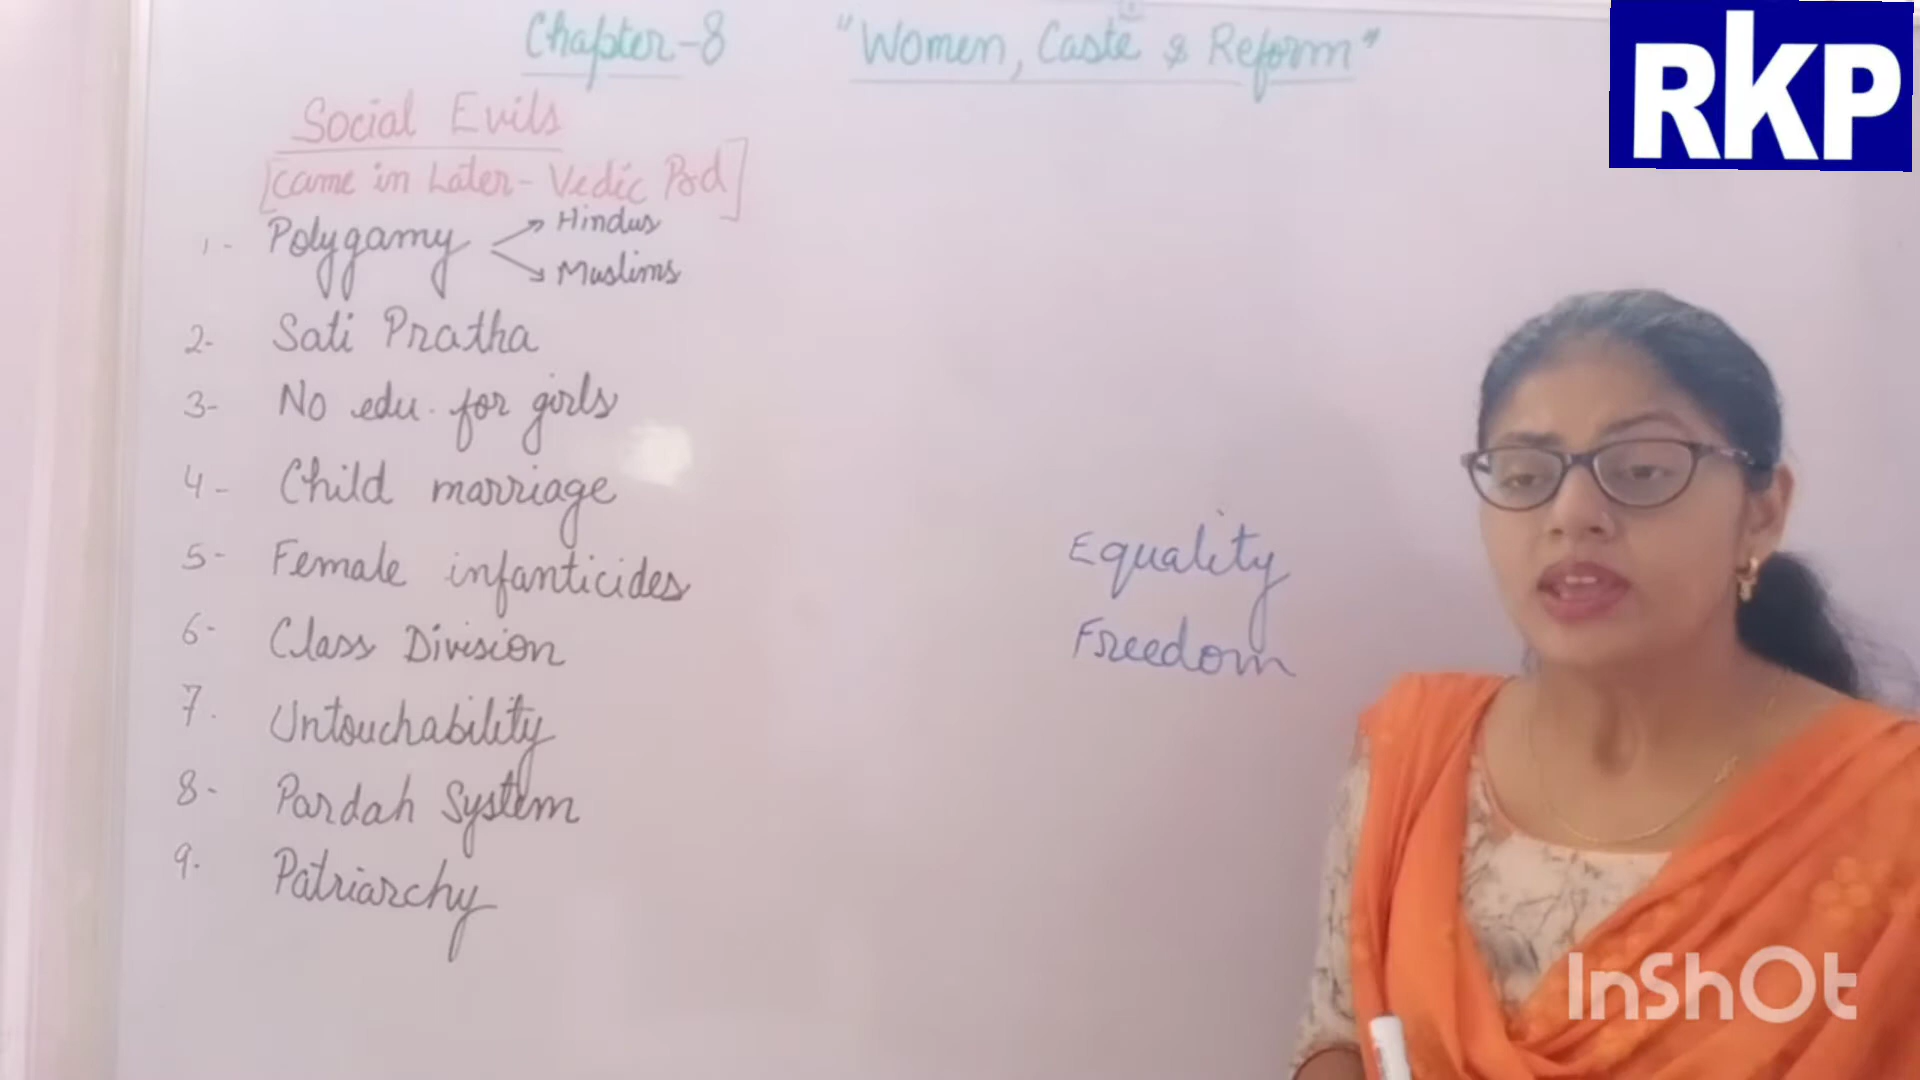 Chapter-8 "Women, Caste & Reform"
RKP
Social Evils
[came in Later-Vedic Pd]
1- Polygamy → Hindus
→ Muslims
2- Sati Pratha
3- No edu. for girls
4- Child marriage
5- Female infanticides
6- Class Division
7. Untouchability
8- Pardah System
9. Patriarchy
Equality
Freedom
InShOt